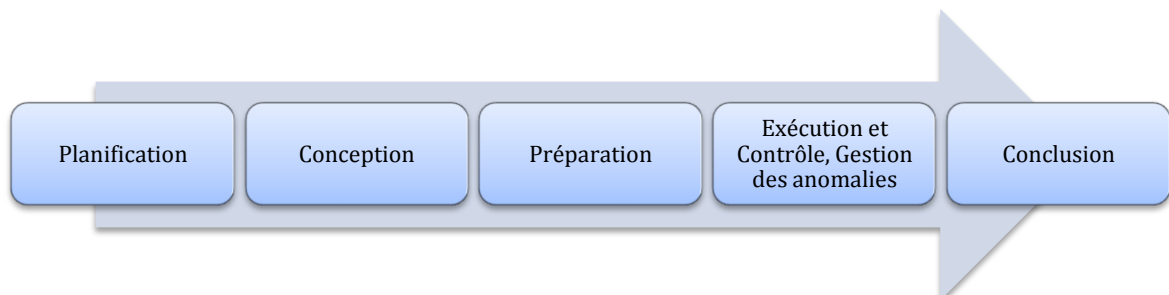 Planification
Conception
Préparation
Exécution et
Contrôle, Gestion
des anomalies
Conclusion